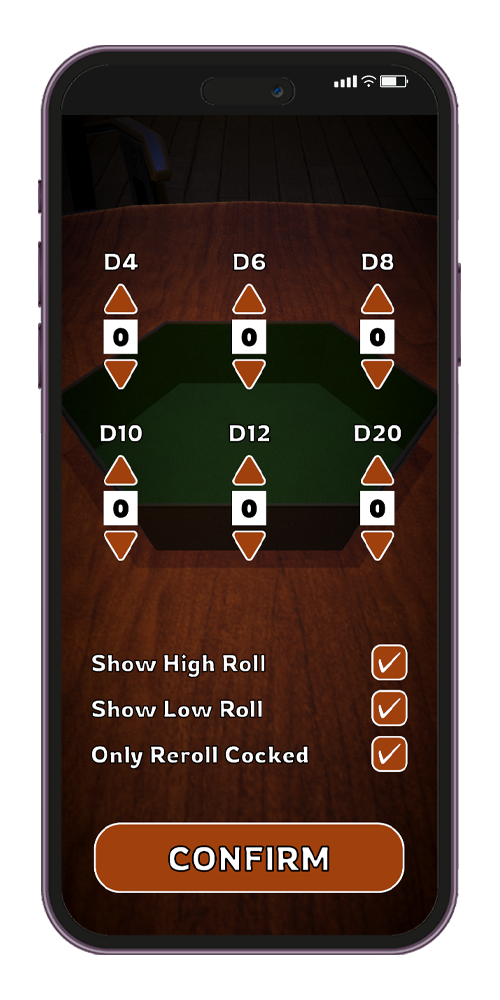 D4 D6 D8
0 0 0
D10 D12 D20
0 0 0
Show High Roll
Show Low Roll
Only Reroll Cocked
CONFIRM